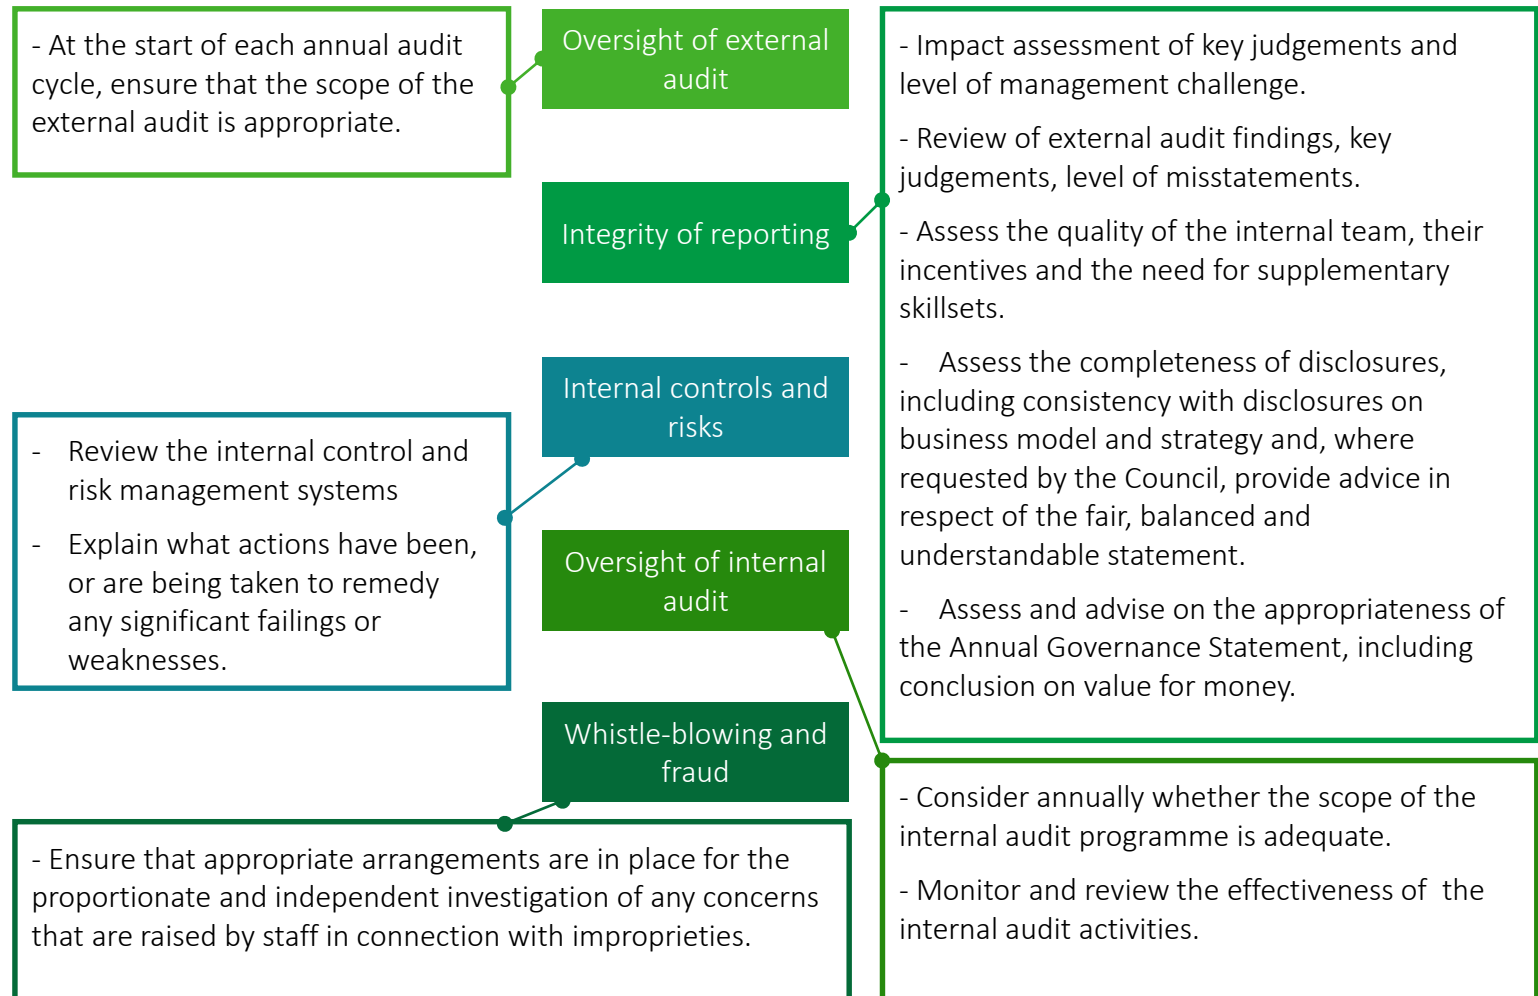 - At the start of each annual audit
cycle, ensure that the scope of the
external audit is appropriate.
Oversight of external
audit
Integrity of reporting
- Impact assessment of key judgements and
level of management challenge.
- Review of external audit findings, key
judgements, level of misstatements.
- Assess the quality of the internal team, their
incentives and the need for supplementary
skillsets.
- Assess the completeness of disclosures,
including consistency with disclosures on
business model and strategy and, where
requested by the Council, provide advice in
respect of the fair, balanced and
understandable statement.
- Assess and advise on the appropriateness of
the Annual Governance Statement, including
conclusion on value for money.
Internal controls and
risks
- Review the internal control and
risk management systems
- Explain what actions have been,
or are being taken to remedy
any significant failings or
weaknesses.
Oversight of internal
audit
- Consider annually whether the scope of the
internal audit programme is adequate.
- Monitor and review the effectiveness of the
internal audit activities.
Whistle-blowing and
fraud
- Ensure that appropriate arrangements are in place for the
proportionate and independent investigation of any concerns
that are raised by staff in connection with improprieties.